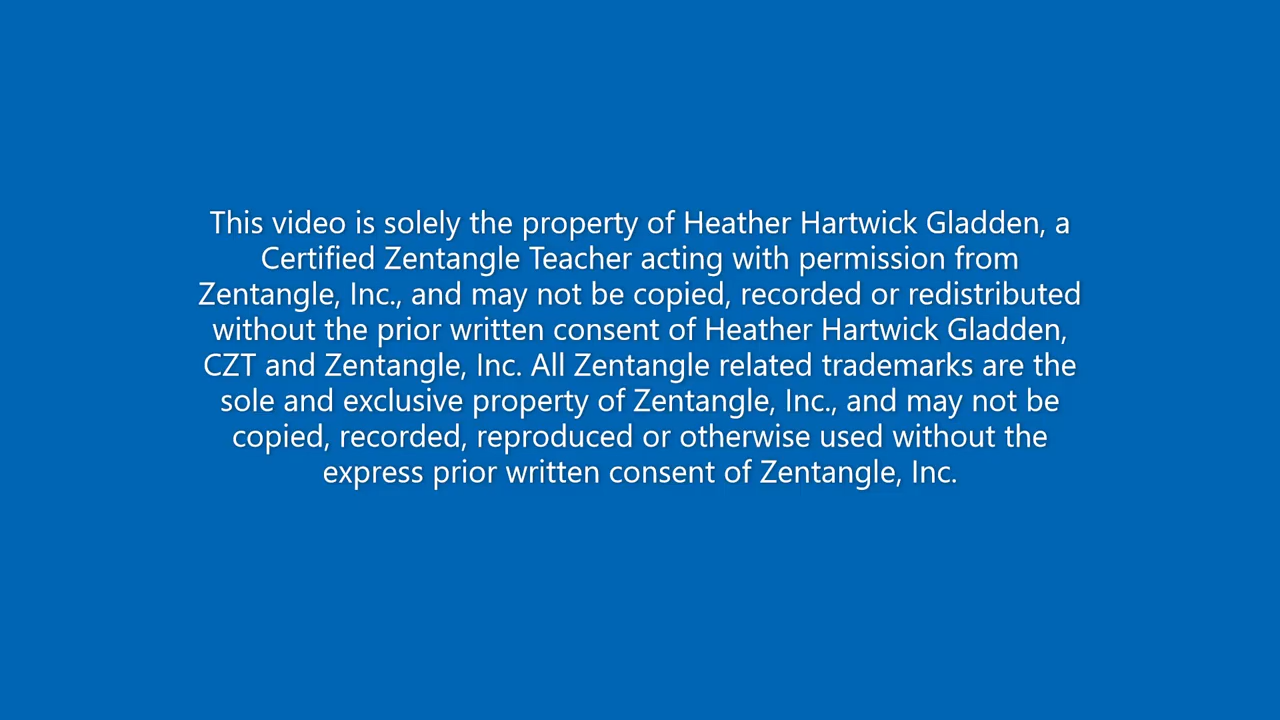 This video is solely the property of Heather Hartwick Gladden, a
Certified Zentangle Teacher acting with permission from
Zentangle, Inc., and may not be copied, recorded or redistributed
without the prior written consent of Heather Hartwick Gladden,
CZT and Zentangle, Inc. All Zentangle related trademarks are the
sole and exclusive property of Zentangle, Inc., and may not be
copied, recorded, reproduced or otherwise used without the
express prior written consent of Zentangle, Inc.